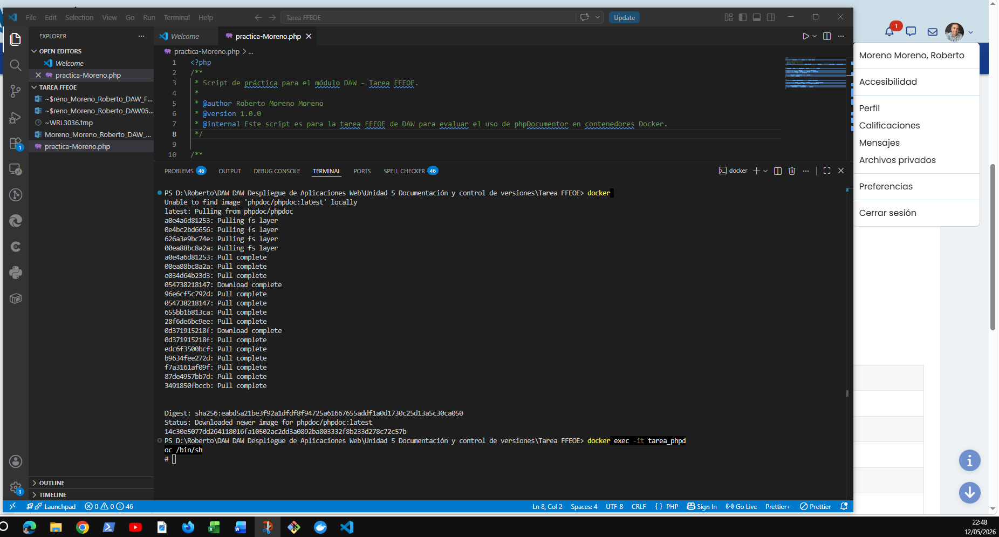 File Edit Selection View Go Run Terminal Help
Tarea FFEOE
Update
EXPLORER
OPEN EDITORS
Welcome
practica-Moreno.php
TAREA FFEOE
~$reno_Moreno_Roberto_DAW_F...
~$reno_Moreno_Roberto_DAW05...
~WRL3036.tmp
Moreno_Moreno_Roberto_DAW_...
practica-Moreno.php
OUTLINE
TIMELINE
1
1
Welcome
practica-Moreno.php
practica-Moreno.php > ...
1 <?php
2 /**
3 * Script de práctica para el módulo DAW - Tarea FFEOE.
4 *
5 * @author Roberto Moreno Moreno
6 * @version 1.0.0
7 * @internal Este script es para la tarea FFEOE de DAW para evaluar el uso de phpDocumentor en contenedores Docker.
8 */
9
10 /**
PROBLEMS 46 OUTPUT DEBUG CONSOLE TERMINAL PORTS SPELL CHECKER 46
docker
PS D:\Roberto\DAW DAW Despliegue de Aplicaciones Web\Unidad 5 Documentación y control de versiones\Tarea FFEOE> docker
Unable to find image 'phpdoc/phpdoc:latest' locally
latest: Pulling from phpdoc/phpdoc
a0e4a6d81253: Pulling fs layer
0e4bc2bd6656: Pulling fs layer
626a3e9bc74e: Pulling fs layer
00ea88bc8a2a: Pulling fs layer
a0e4a6d81253: Pull complete
00ea88bc8a2a: Pull complete
e034d64b23d3: Pull complete
054738218147: Download complete
96e6cf5c792d: Pull complete
054738218147: Pull complete
655bb1b813ca: Pull complete
28f6de6bc9ee: Pull complete
0d371915218f: Download complete
0d371915218f: Pull complete
edc6f3500bcf: Pull complete
b9634fee272d: Pull complete
f7a3161af09f: Pull complete
87de4957bb7d: Pull complete
3491850fbccb: Pull complete
Digest: sha256:eabd5a21be3f92a1dfdf8f94725a61667655addf1a0d1730c25d13a5c30ca050
Status: Downloaded newer image for phpdoc/phpdoc:latest
14c30e5077dd264118016fa10502ac2dd3a0892ba803332f8b233d278c72c57b
PS D:\Roberto\DAW DAW Despliegue de Aplicaciones Web\Unidad 5 Documentación y control de versiones\Tarea FFEOE> docker exec -it tarea_phpd
oc /bin/sh
#
Launchpad 0 0 46
Ln 8, Col 2 Spaces: 4 UTF-8 CRLF { } PHP Sign In Go Live Prettier+ Prettier
1
Moreno Moreno, Roberto
Accesibilidad
Perfil
Calificaciones
Mensajes
Archivos privados
Preferencias
Cerrar sesión
22:48
12/05/2026